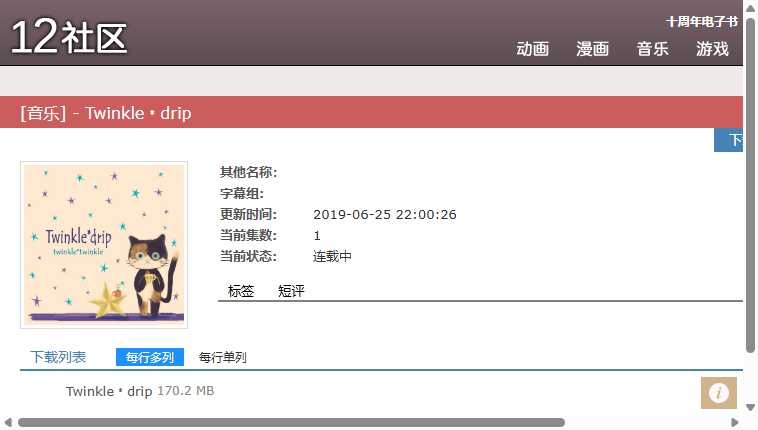 十周年电子书
12社区
动画 漫画 音乐 游戏
[音乐] - Twinkle * drip
下
其他名称:
字幕组:
更新时间: 2019-06-25 22:00:26
当前集数: 1
当前状态: 连载中
Twinkle*drip
twinkle*twinkle
标签 短评
下载列表 每行多列 每行单列
Twinkle * drip 170.2 MB
i